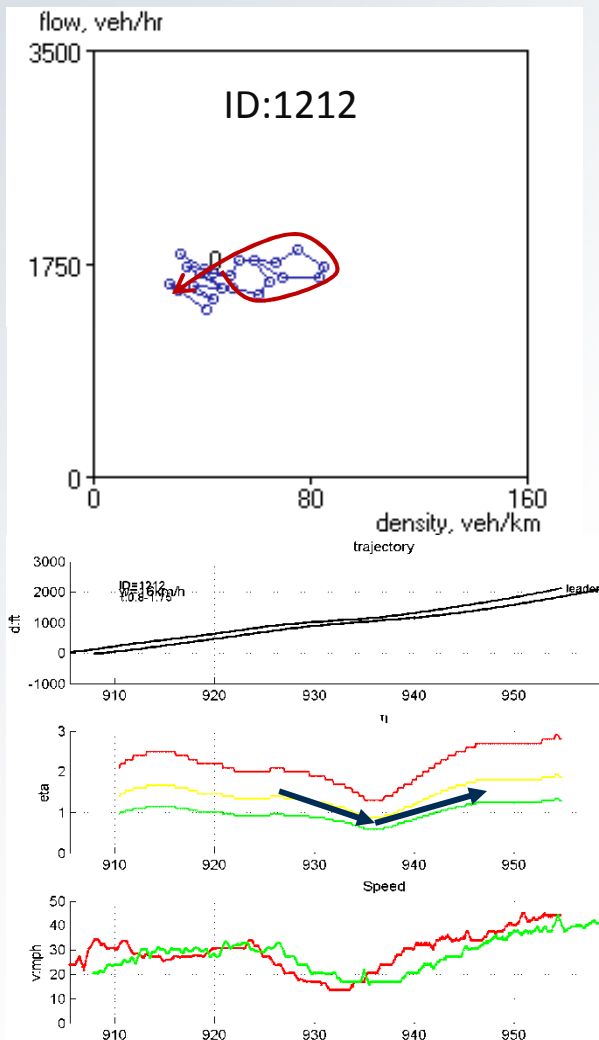 flow, veh/hr
3500
ID:1212
1750
0
0 80 160
density, veh/km
trajectory
3000
2000
1000
0
-1000
d:ft
ID=1212
leader
910 920 930 940 950
η
3
2
1
0
eta
910 920 930 940 950
Speed
50
40
30
20
10
0
v:mph
910 920 930 940 950